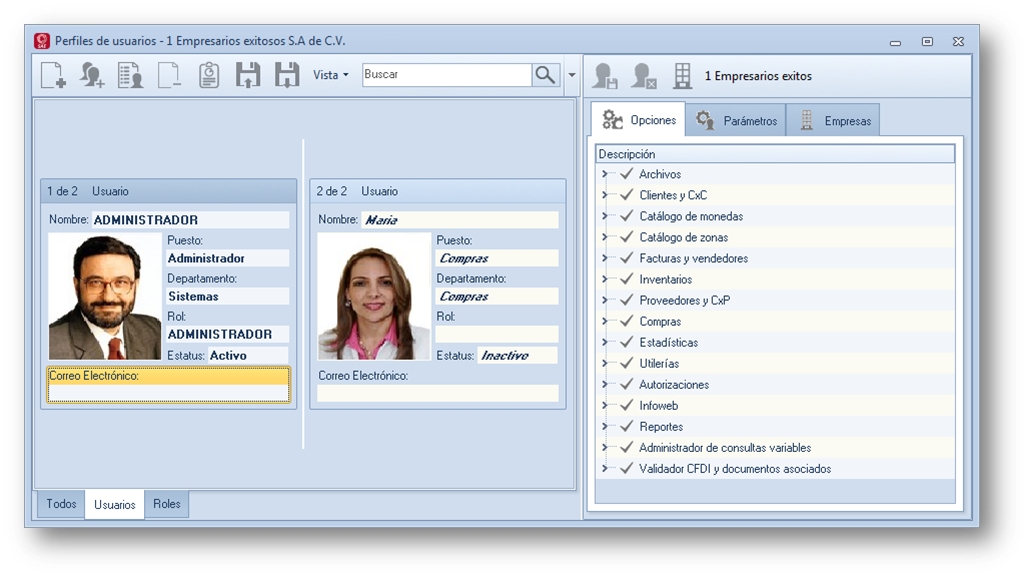 Perfiles de usuarios - 1 Empresarios exitosos S.A de C.V.
SAE
Vista
Buscar
1 Empresarios exitos
1 de 2 Usuario
Nombre: ADMINISTRADOR
Puesto:
Administrador
Departamento:
Sistemas
Rol:
ADMINISTRADOR
Estatus: Activo
Correo Electrónico:
2 de 2 Usuario
Nombre: Maria
Puesto:
Compras
Departamento:
Compras
Rol:
Estatus: Inactivo
Correo Electrónico:
Todos Usuarios Roles
Opciones Parámetros Empresas
Descripción
Archivos
Clientes y CxC
Catálogo de monedas
Catálogo de zonas
Facturas y vendedores
Inventarios
Proveedores y CxP
Compras
Estadísticas
Utilerías
Autorizaciones
Infoweb
Reportes
Administrador de consultas variables
Validador CFDI y documentos asociados